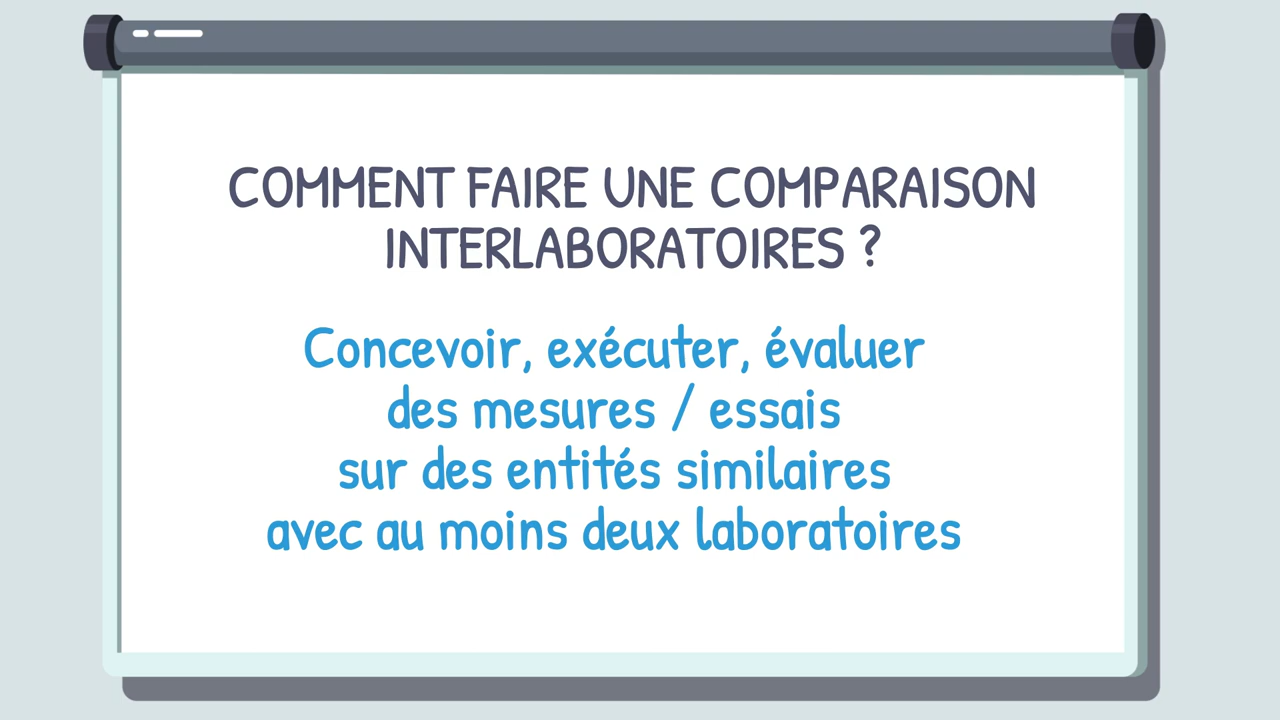 COMMENT FAIRE UNE COMPARAISON
INTERLABORATOIRES ?
Concevoir, exécuter, évaluer
des mesures / essais
sur des entités similaires
avec au moins deux laboratoires